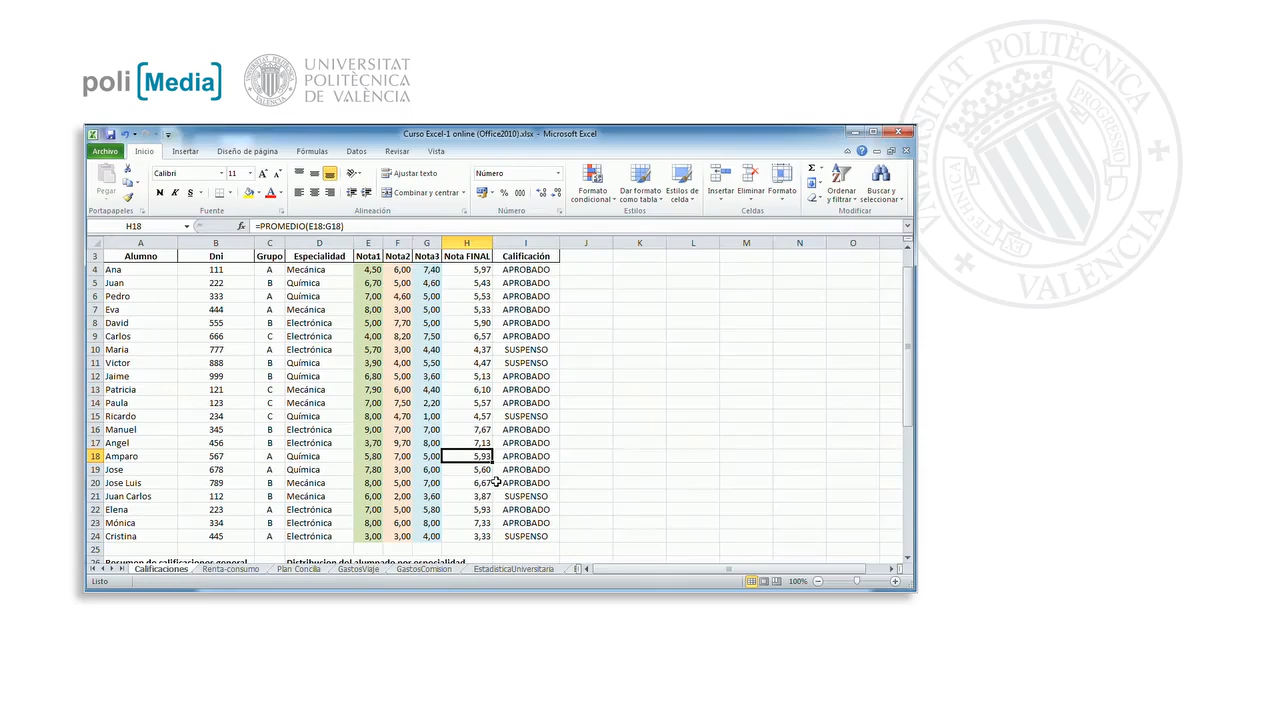 poli [Media]
UNIVERSITAT
POLITÈCNICA
DE VALÈNCIA
UNIVERSITAT POLITÈCNICA
DE VALÈNCIA
Curso Excel-1 online (Office2010).xlsx - Microsoft Excel
Archivo Inicio Insertar Diseño de página Fórmulas Datos Revisar Vista
Pegar Calibri 11 Ajustar texto Número Formato condicional Dar formato como tabla Estilos de celda Insertar Eliminar Formato Ordenar y filtrar Buscar y seleccionar
N K S Combinar y centrar % 000
Portapapeles Fuente Alineación Número Estilos Celdas Modificar
H18 fx =PROMEDIO(E18:G18)
A B C D E F G H I J K L M N O
3 Alumno Dni Grupo Especialidad Nota1 Nota2 Nota3 Nota FINAL Calificación
4 Ana 111 A Mecánica 4,50 6,00 7,40 5,97 APROBADO
5 Juan 222 B Química 6,70 5,00 4,60 5,43 APROBADO
6 Pedro 333 A Química 7,00 4,60 5,00 5,53 APROBADO
7 Eva 444 A Mecánica 8,00 3,00 5,00 5,33 APROBADO
8 David 555 B Electrónica 5,00 7,70 5,00 5,90 APROBADO
9 Carlos 666 C Electrónica 4,00 8,20 7,50 6,57 APROBADO
10 Maria 777 A Electrónica 5,70 3,00 4,40 4,37 SUSPENSO
11 Victor 888 B Química 3,90 4,00 5,50 4,47 SUSPENSO
12 Jaime 999 B Química 6,80 5,00 3,60 5,13 APROBADO
13 Patricia 121 C Mecánica 7,90 6,00 4,40 6,10 APROBADO
14 Paula 123 C Mecánica 7,00 7,50 2,20 5,57 APROBADO
15 Ricardo 234 C Química 8,00 4,70 1,00 4,57 SUSPENSO
16 Manuel 345 B Electrónica 9,00 7,00 7,00 7,67 APROBADO
17 Angel 456 B Electrónica 3,70 9,70 8,00 7,13 APROBADO
18 Amparo 567 A Química 5,80 7,00 5,00 5,93 APROBADO
19 Jose 678 A Química 7,80 3,00 6,00 5,60 APROBADO
20 Jose Luis 789 B Mecánica 8,00 5,00 7,00 6,67 APROBADO
21 Juan Carlos 112 B Mecánica 6,00 2,00 3,60 3,87 SUSPENSO
22 Elena 223 A Electrónica 7,00 5,00 5,80 5,93 APROBADO
23 Mónica 334 B Electrónica 8,00 6,00 8,00 7,33 APROBADO
24 Cristina 445 A Electrónica 3,00 3,00 4,00 3,33 SUSPENSO
25
26 Resumen de calificaciones general Distribucion del alumnado por especialidad
Calificaciones Renta-consumo Plan Concilia GastosViaje GastosComision EstadisticaUniversitaria
Listo 100%